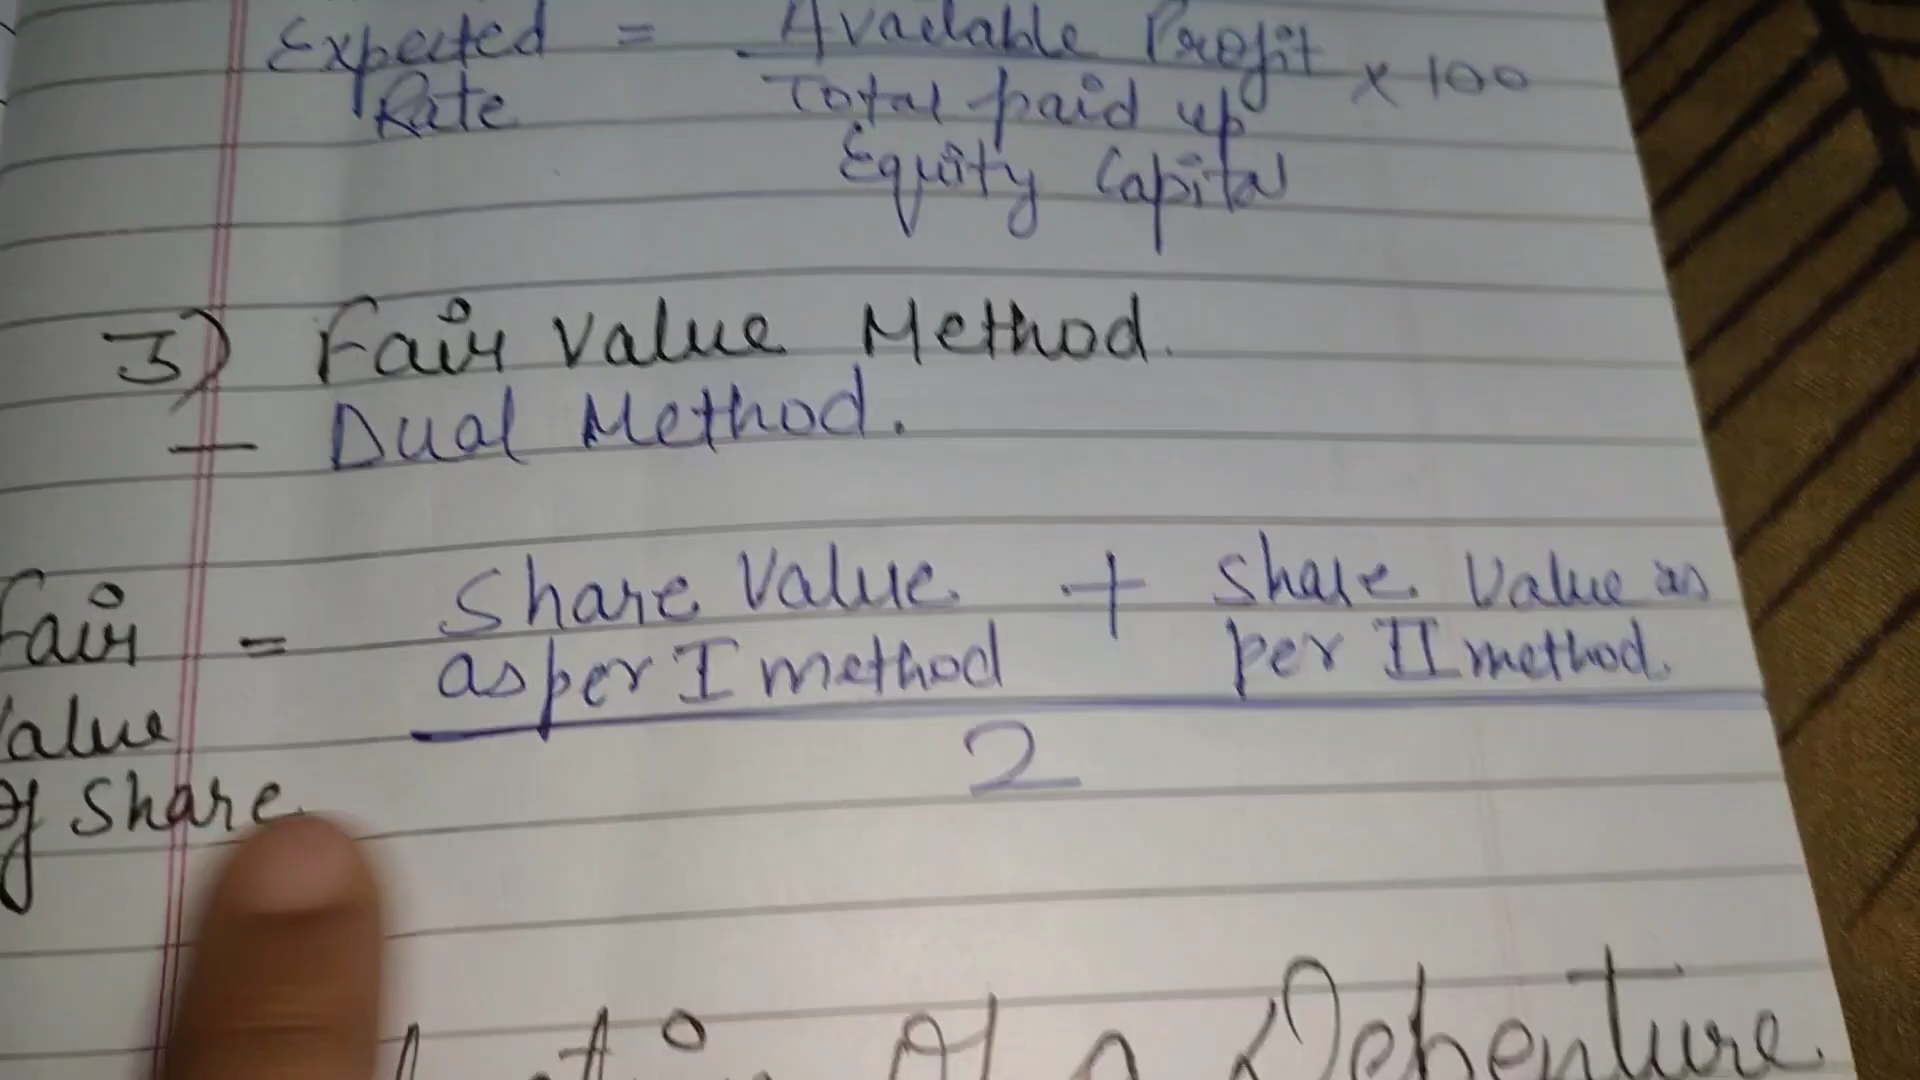 Expected = Available Profit × 100
Rate Total paid up
Equity Capital
3) Fair Value Method.
— Dual Method.
Fair = Share Value + Share Value as
as per I method per II method.
Value 2
of Share
of a Debenture